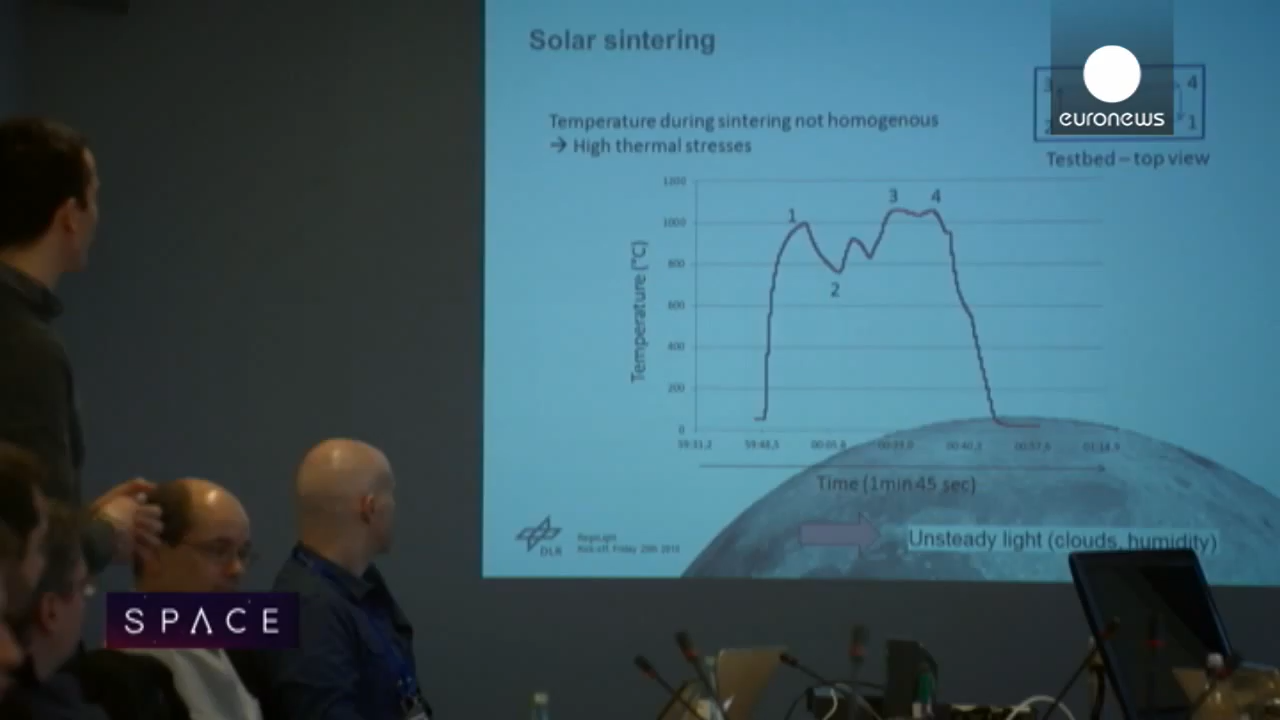 Solar sintering
euronews
4
1
Testbed – top view
Temperature during sintering not homogenous
→ High thermal stresses
1200
1000
800
600
400
200
0
Temperature (°C)
1
2
3
4
59:31,2
59:48,5
00:05,8
00:23,0
00:40,3
00:57,6
01:14,9
Time (1min 45 sec)
Unsteady light (clouds, humidity)
DLR
SPACE